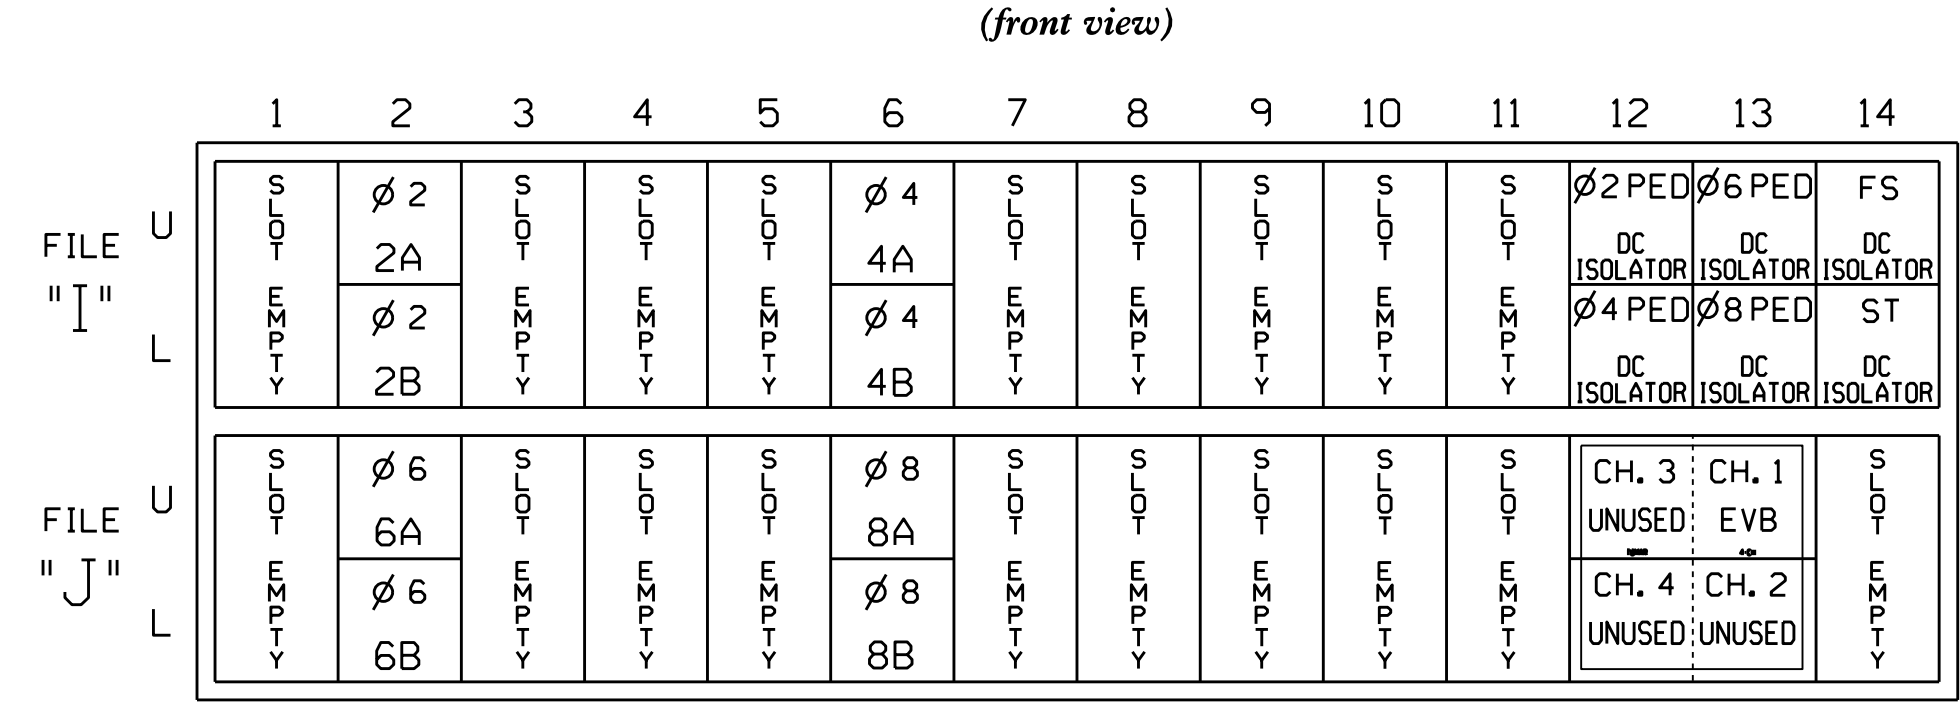 (front view)
1 2 3 4 5 6 7 8 9 10 11 12 13 14
FILE "I"
U
L
SLOT EMPTY
Ø 2
2A
Ø 2
2B
SLOT EMPTY
SLOT EMPTY
SLOT EMPTY
Ø 4
4A
Ø 4
4B
SLOT EMPTY
SLOT EMPTY
SLOT EMPTY
SLOT EMPTY
SLOT EMPTY
Ø2 PED
DC
ISOLATOR
Ø4 PED
DC
ISOLATOR
Ø6 PED
DC
ISOLATOR
Ø8 PED
DC
ISOLATOR
FS
DC
ISOLATOR
ST
DC
ISOLATOR
FILE "J"
U
L
SLOT EMPTY
Ø 6
6A
Ø 6
6B
SLOT EMPTY
SLOT EMPTY
SLOT EMPTY
Ø 8
8A
Ø 8
8B
SLOT EMPTY
SLOT EMPTY
SLOT EMPTY
SLOT EMPTY
SLOT EMPTY
CH. 3
UNUSED
CH. 4
UNUSED
CH. 1
EVB
CH. 2
UNUSED
SLOT EMPTY